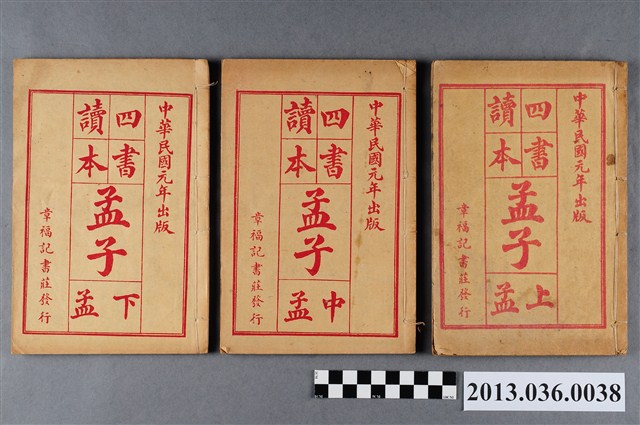 中華民國元年出版
四書
讀本
孟子
上
孟
章福記書莊發行
中華民國元年出版
四書
讀本
孟子
中
孟
章福記書莊發行
中華民國元年出版
四書
讀本
孟子
下
孟
章福記書莊發行
2013.036.0038